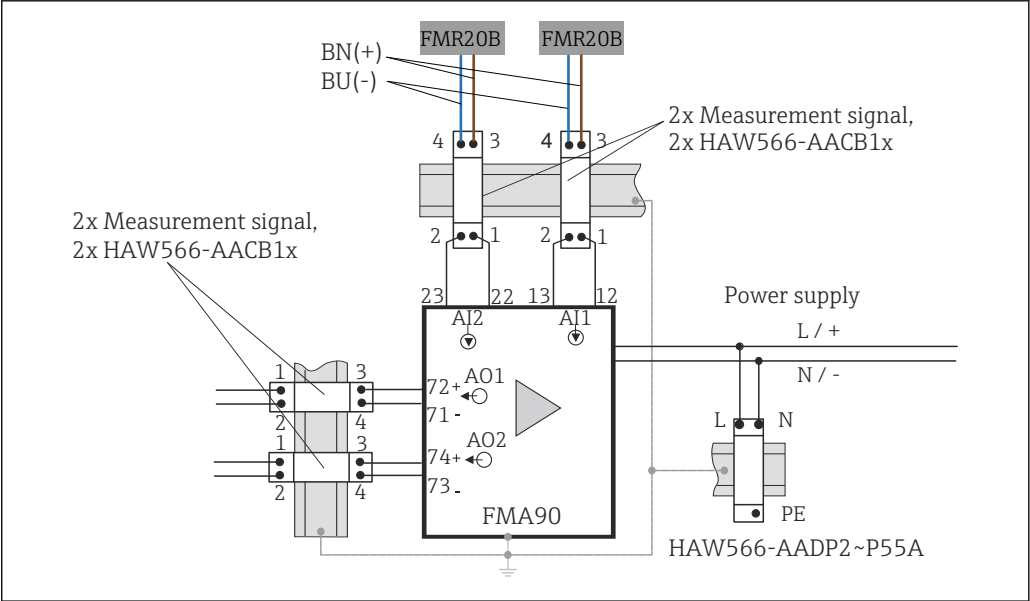 FMR20B FMR20B
BN(+)
BU(-)
2x Measurement signal,
2x HAW566-AACB1x
4 3 4 3
2x Measurement signal,
2x HAW566-AACB1x
2 1 2 1
23 22 13 12
AI2 AI1
Power supply
L / +
N / -
1 3
72+ AO1
71 -
2 4
1 3
AO2
74+
73 -
2 4
L N
FMA90
PE
HAW566-AADP2~P55A